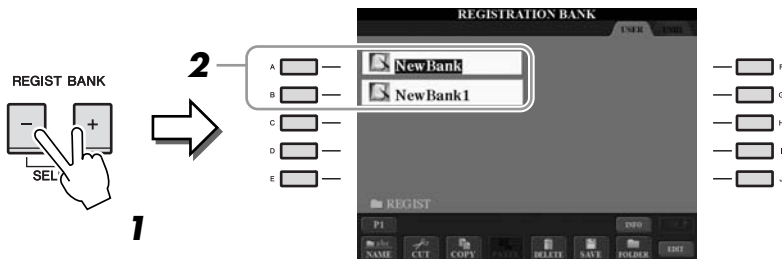 REGISTRATION BANK
USER USB1
2
A
NewBank
F
REGIST BANK
B
NewBank1
G
- +
C
H
D
I
SEL
E
J
1
REGIST
P1
INFO
NAME CUT COPY PASTE DELETE SAVE FOLDER EDIT